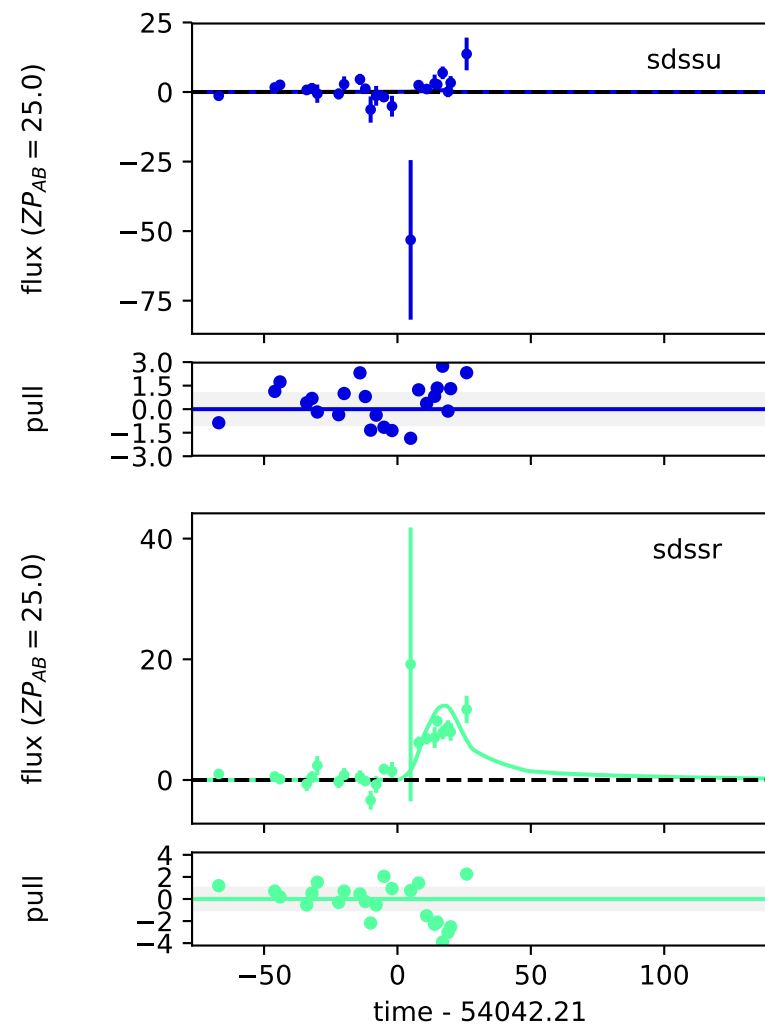 25
0
−25
−50
−75
flux (ZP_AB = 25.0)
sdssu
3.0
1.5
0.0
−1.5
−3.0
pull
40
20
0
flux (ZP_AB = 25.0)
sdssr
4
2
0
−2
−4
pull
−50 0 50 100
time - 54042.21